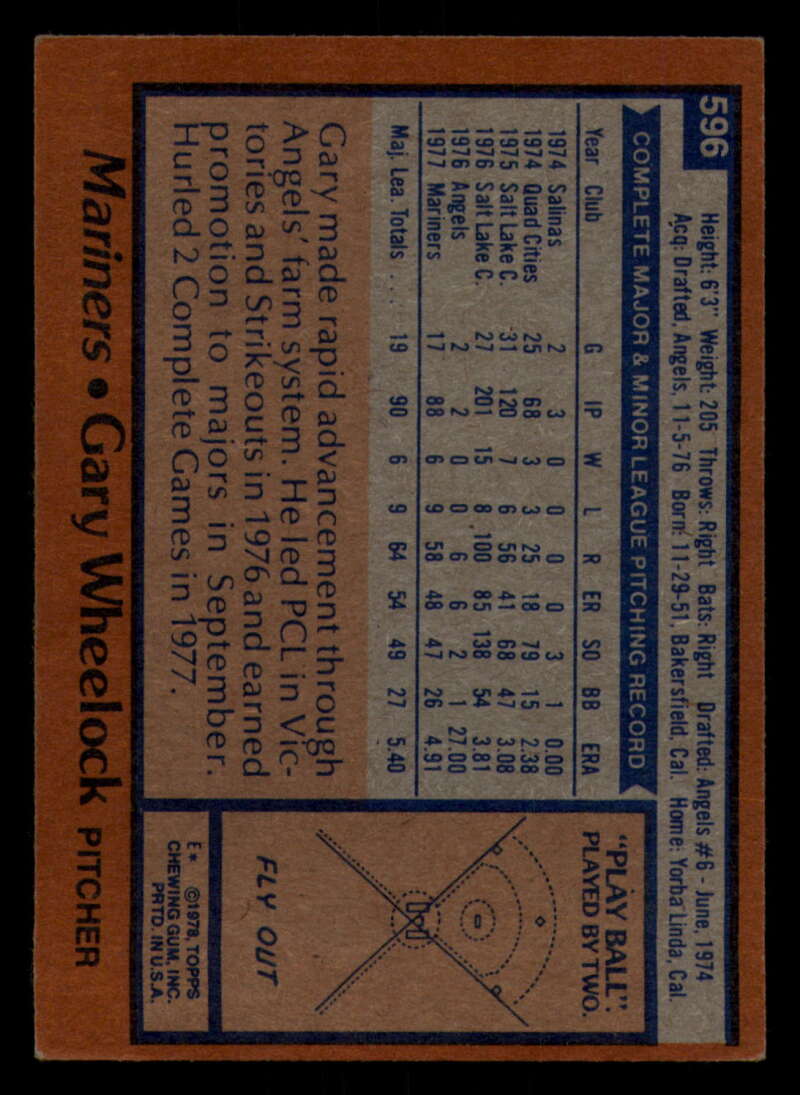 596
Height: 6'3" Weight: 205 Throws: Right Bats: Right Drafted: Angels #6 - June, 1974
Acq: Drafted, Angels, 11-5-76 Born: 11-29-51, Bakersfield, Cal. Home: Yorba Linda, Cal.
COMPLETE MAJOR & MINOR LEAGUE PITCHING RECORD
Year Club G IP W L R ER SO BB ERA
1974 Salinas 2 3 0 0 0 0 3 1 0.00
1974 Quad Cities 25 68 3 3 25 18 79 15 2.38
1975 Salt Lake C. 31 120 7 6 56 41 68 47 3.08
1976 Salt Lake C. 27 201 15 8 100 85 138 54 3.81
1976 Angels 2 2 0 0 6 6 2 1 27.00
1977 Mariners 17 88 6 9 58 48 47 26 4.91
Maj. Lea. Totals . . . 19 90 6 9 64 54 49 27 5.40
Gary made rapid advancement through
Angels' farm system. He led PCL in Vic-
tories and Strikeouts in 1976 and earned
promotion to majors in September.
Hurled 2 Complete Games in 1977.
"PLAY BALL".
PLAYED BY TWO.
FLY OUT
E* ©1978, TOPPS
CHEWING GUM, INC.
PRTD. IN U.S.A.
Mariners • Gary Wheelock PITCHER